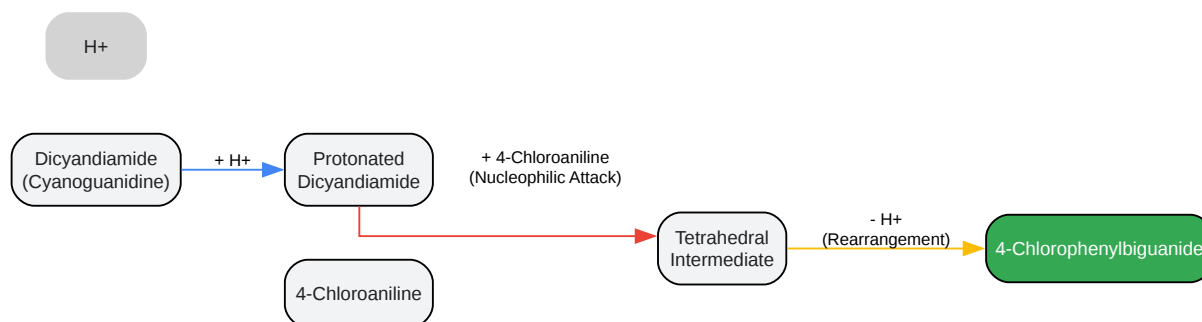 H+
Dicyandiamide
(Cyanoguanidine)
+ H+
Protonated
Dicyandiamide
+ 4-Chloroaniline
(Nucleophilic Attack)
4-Chloroaniline
Tetrahedral
Intermediate
- H+
(Rearrangement)
4-Chlorophenylbiguanide